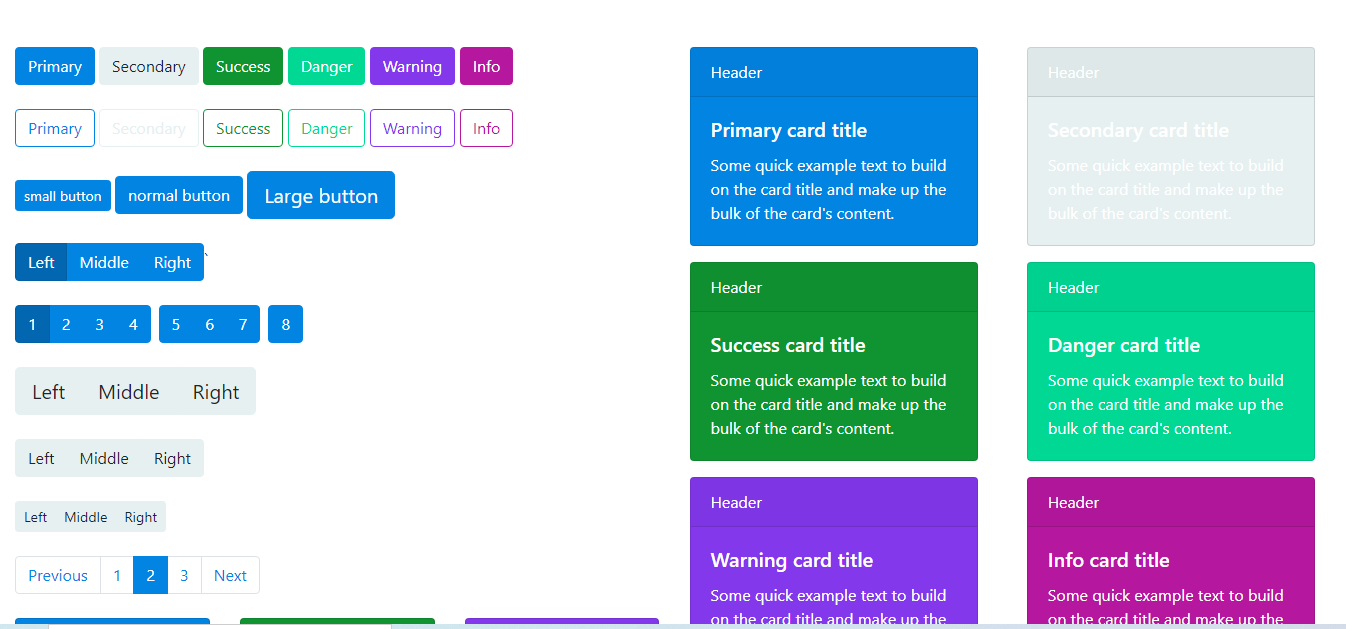 Primary Secondary Success Danger Warning Info
Primary Secondary Success Danger Warning Info
small button normal button Large button
Left Middle Right `
1 2 3 4 5 6 7 8
Left Middle Right
Left Middle Right
Left Middle Right
Previous 1 2 3 Next
Header
Primary card title
Some quick example text to build
on the card title and make up the
bulk of the card's content.
Header
Secondary card title
Some quick example text to build
on the card title and make up the
bulk of the card's content.
Header
Success card title
Some quick example text to build
on the card title and make up the
bulk of the card's content.
Header
Danger card title
Some quick example text to build
on the card title and make up the
bulk of the card's content.
Header
Warning card title
Some quick example text to build
on the card title and make up the
Header
Info card title
Some quick example text to build
on the card title and make up the